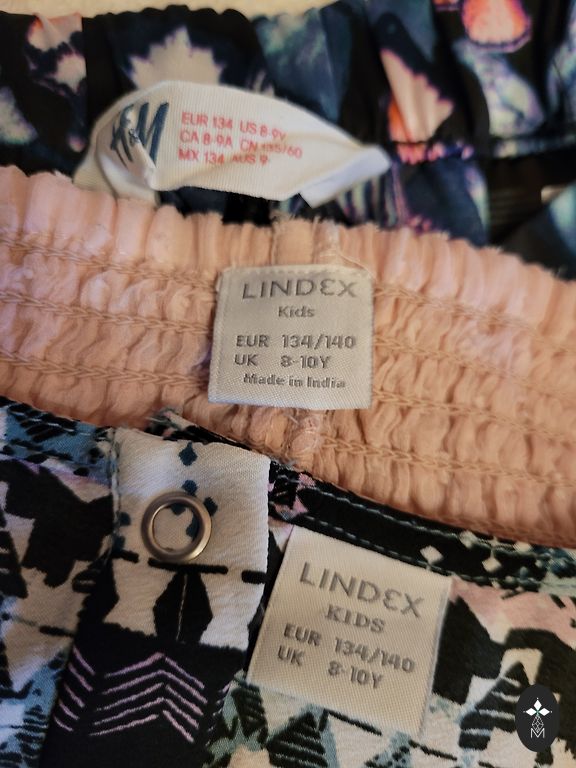 H&M
EUR 134 US 8-9Y
CA 8-9A CN 135/60
MX 134 AUS 9
LINDEX
Kids
EUR 134/140
UK 8-10Y
Made in India
LINDEX
KIDS
EUR 134/140
UK 8-10Y